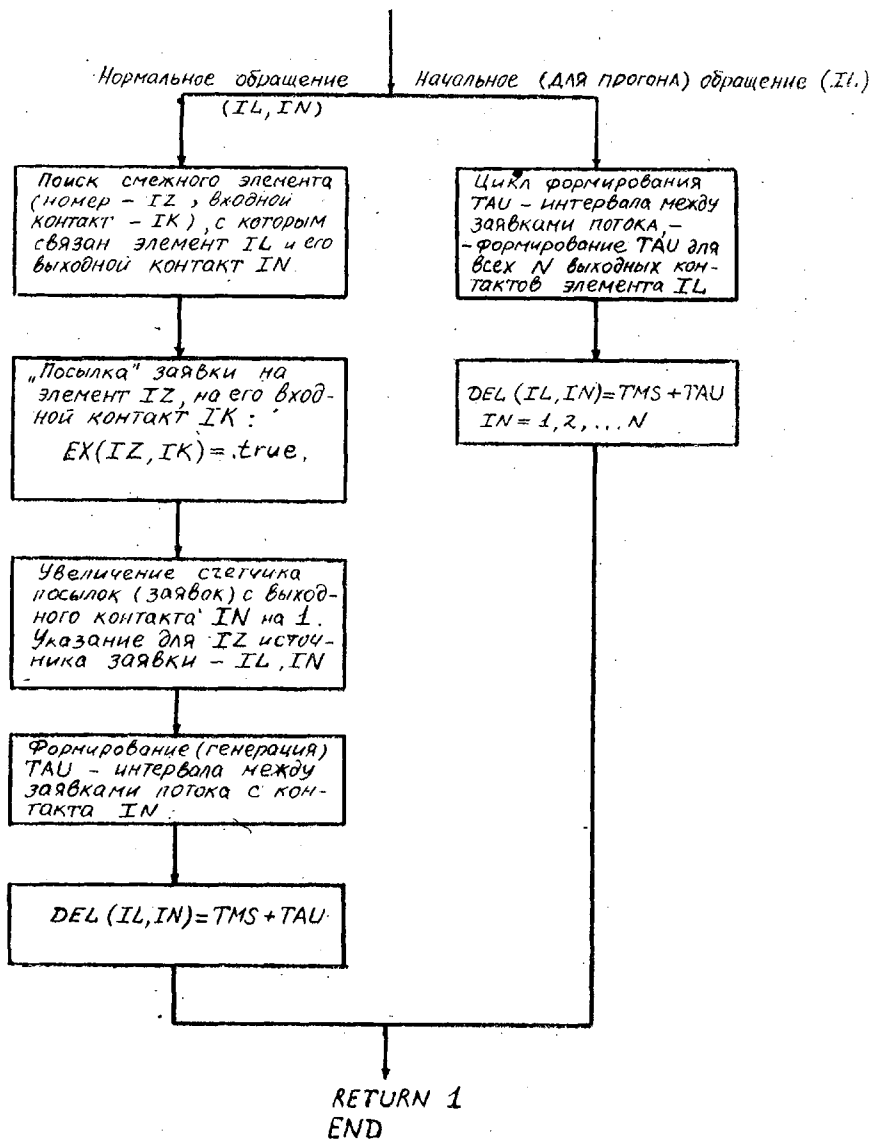 Нормальное обращение
(IL, IN)
Начальное (для прогона) обращение (IL)
Поиск смежного элемента
(номер - IZ, входной
контакт - IK), с которым
связан элемент IL и его
выходной контакт IN
„Посылка" заявки на
элемент IZ, на его вход-
ной контакт IK:
EX(IZ,IK)=.true.
Увеличение счетчика
посылок (заявок) с выход-
ного контакта IN на 1.
Указание для IZ источ-
ника заявки - IL, IN
Формирование (генерация)
TAU - интервала между
заявками потока с кон-
такта IN
DEL (IL,IN)=TMS+TAU
Цикл формирования
TAU - интервала между
заявками потока, -
- формирование TAU для
всех N выходных кон-
тактов элемента IL
DEL (IL,IN)=TMS+TAU
IN = 1, 2, ... N
RETURN 1
END